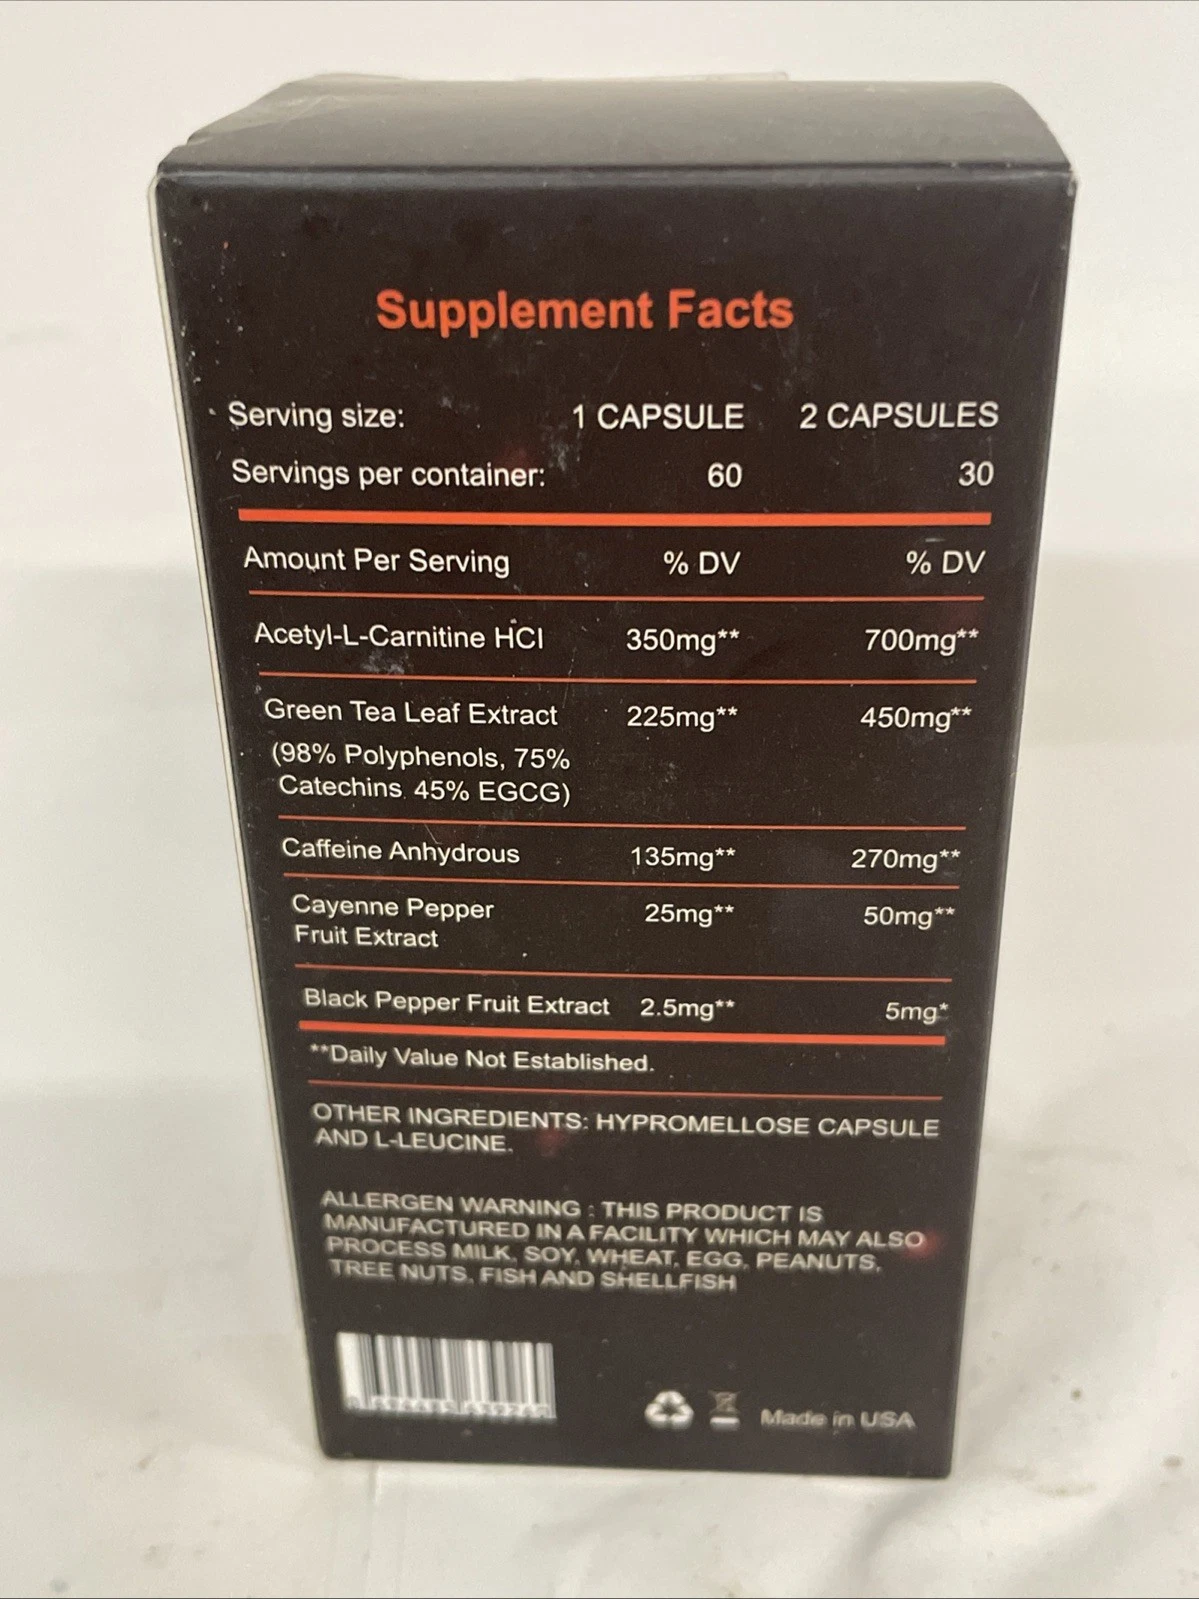 Supplement Facts
Serving size: 1 CAPSULE 2 CAPSULES
Servings per container: 60 30
Amount Per Serving % DV % DV
Acetyl-L-Carnitine HCI 350mg** 700mg**
Green Tea Leaf Extract 225mg** 450mg**
(98% Polyphenols, 75%
Catechins 45% EGCG)
Caffeine Anhydrous 135mg** 270mg**
Cayenne Pepper 25mg** 50mg**
Fruit Extract
Black Pepper Fruit Extract 2.5mg** 5mg*
**Daily Value Not Established.
OTHER INGREDIENTS: HYPROMELLOSE CAPSULE
AND L-LEUCINE.
ALLERGEN WARNING : THIS PRODUCT IS
MANUFACTURED IN A FACILITY WHICH MAY ALSO
PROCESS MILK, SOY, WHEAT, EGG, PEANUTS,
TREE NUTS, FISH AND SHELLFISH
Made in USA